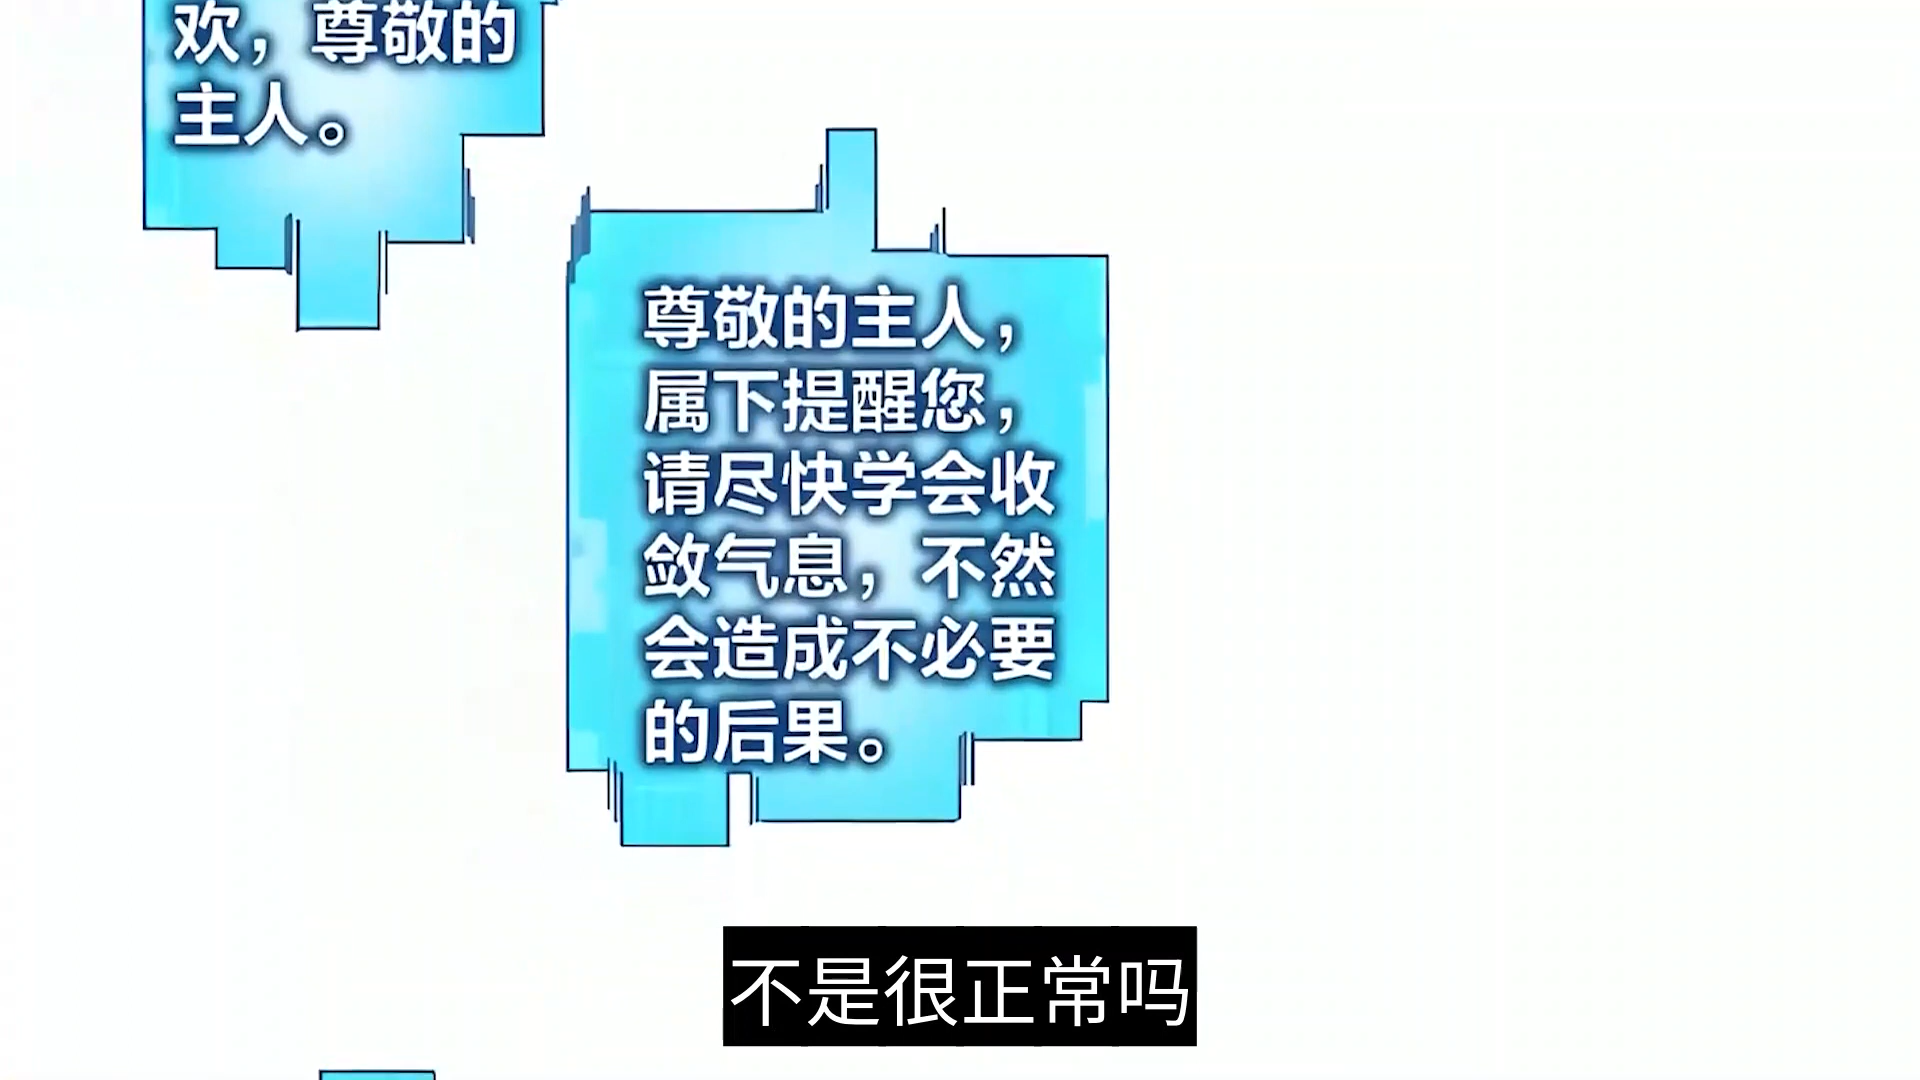 欢，尊敬的
主人。
尊敬的主人，
属下提醒您，
请尽快学会收
敛气息，不然
会造成不必要
的后果。
不是很正常吗